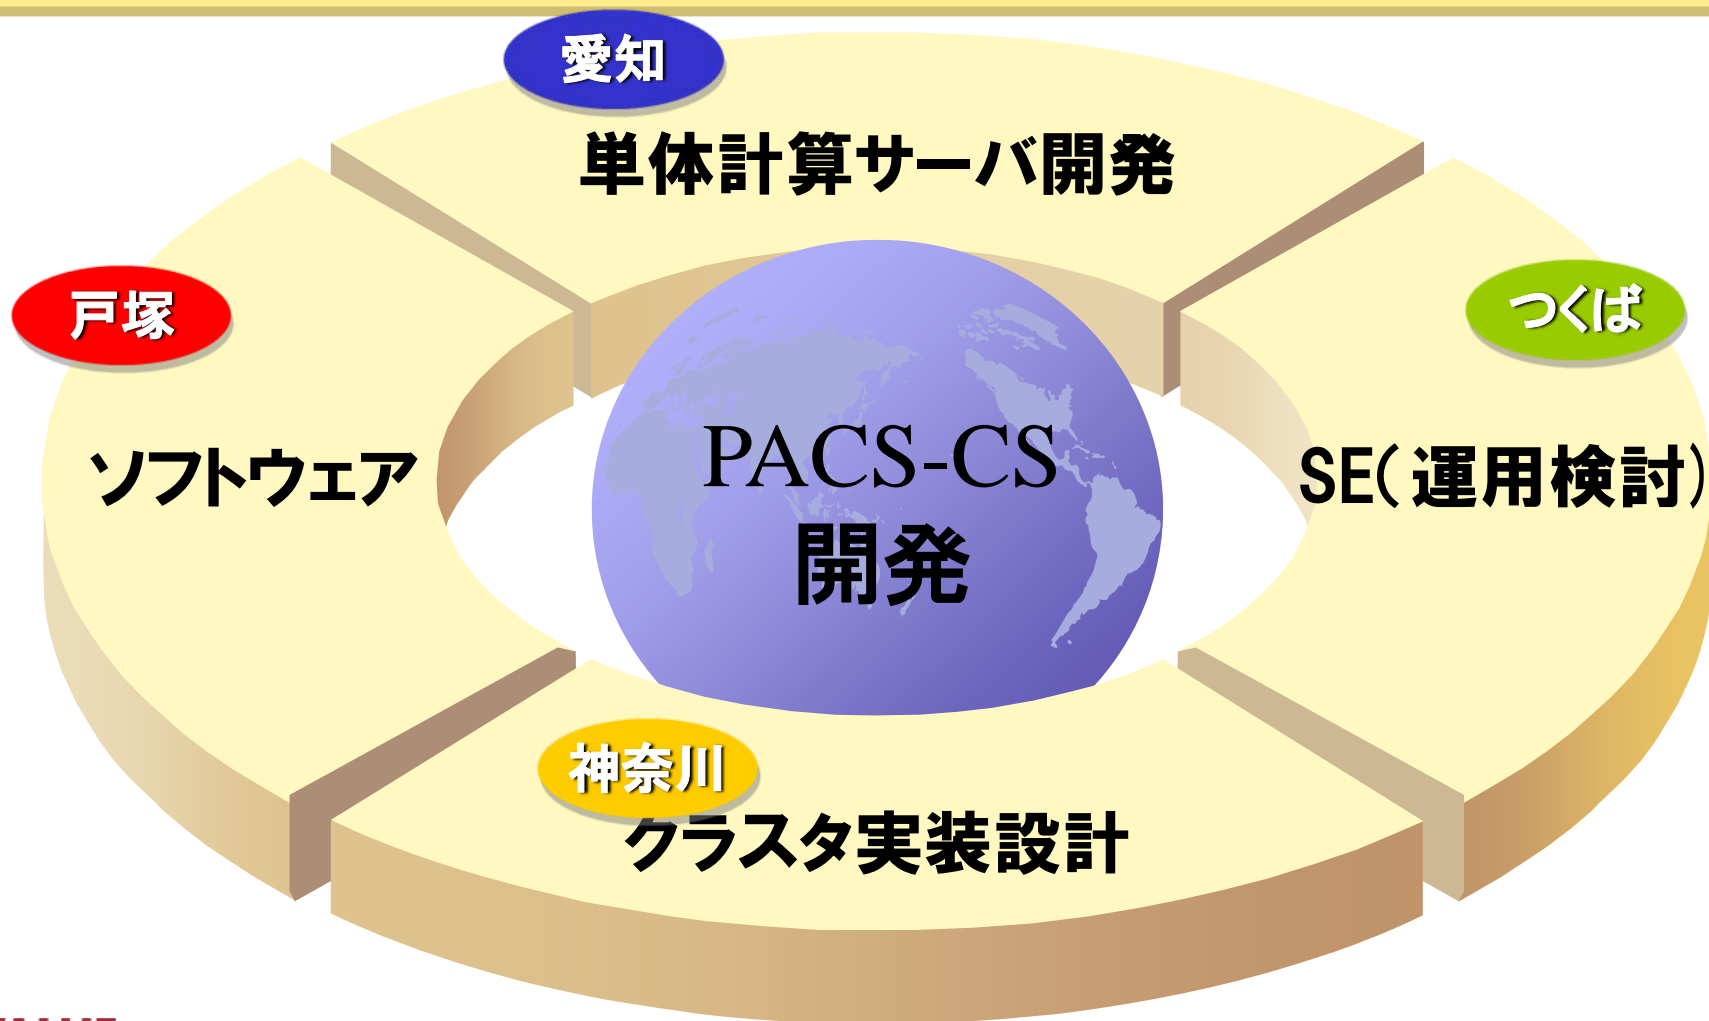 愛知
単体計算サーバ開発
戸塚
つくば
ソフトウェア
PACS-CS
開発
SE(運用検討)
神奈川
クラスタ実装設計